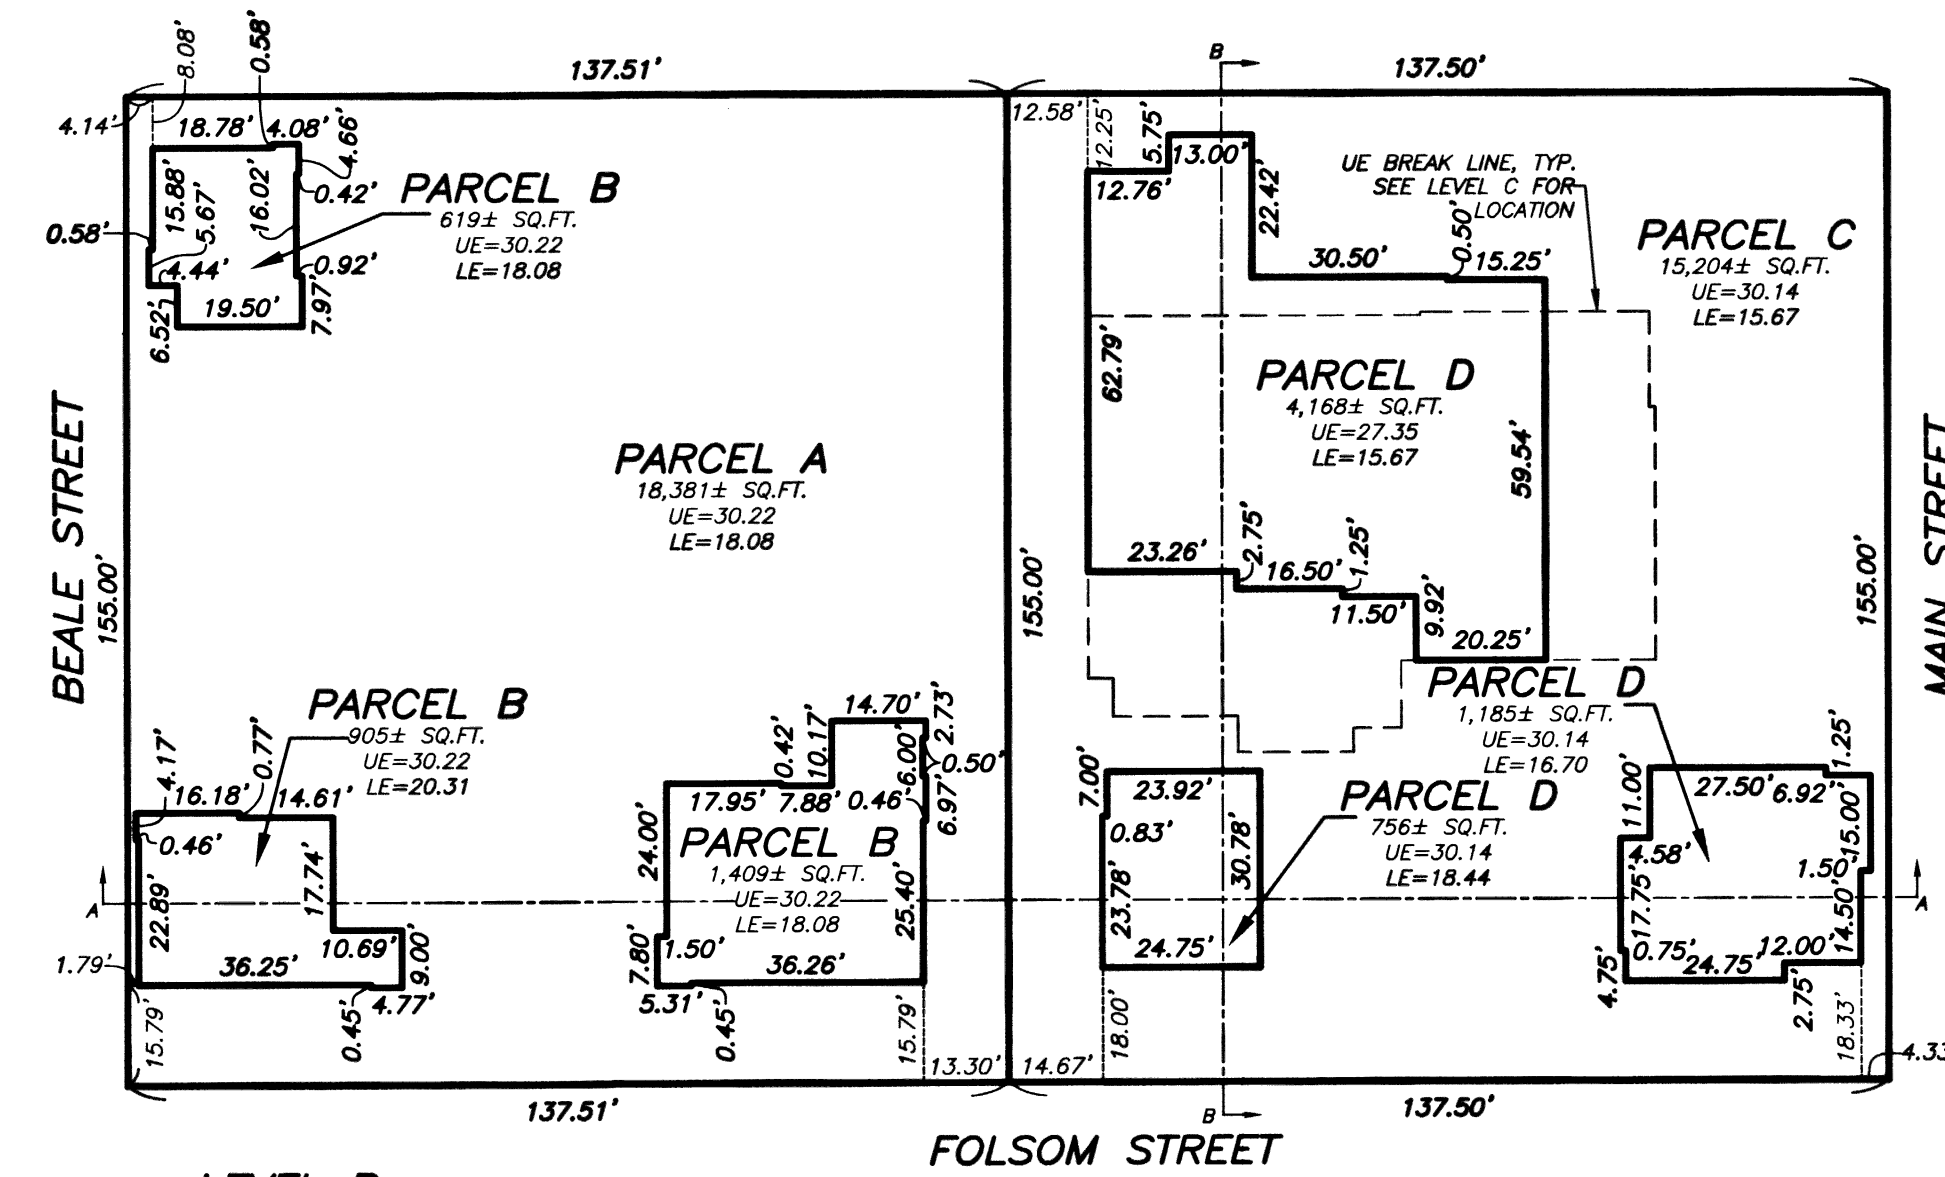 0.58'
8.08'
137.51'
B
137.50'
4.14'
18.78'
4.08'
4.66'
12.58'
12.25'
5.75'
13.00'
15.88'
5.67'
16.02'
0.42'
PARCEL B
619± SQ.FT.
UE=30.22
LE=18.08
12.76'
22.42'
UE BREAK LINE, TYP.
SEE LEVEL C FOR
LOCATION
0.58'
4.44'
0.92'
6.52'
19.50'
7.97'
30.50'
0.50'
15.25'
PARCEL C
15,204± SQ.FT.
UE=30.14
LE=15.67
62.79'
PARCEL D
4,168± SQ.FT.
UE=27.35
LE=15.67
59.54'
BEALE STREET
155.00'
PARCEL A
18,381± SQ.FT.
UE=30.22
LE=18.08
155.00'
23.26'
2.75'
16.50'
1.25'
11.50'
9.92'
20.25'
155.00'
MAIN STREET
PARCEL B
905± SQ.FT.
UE=30.22
LE=20.31
4.17'
16.18'
0.77'
14.61'
0.46'
22.89'
17.74'
10.69'
9.00'
36.25'
1.79'
15.79'
0.45'
4.77'
A
14.70'
2.73'
0.42'
10.17'
6.00'
0.50'
17.95'
7.88'
0.46'
6.97'
24.00'
PARCEL B
1,409± SQ.FT.
UE=30.22
LE=18.08
25.40'
7.80'
1.50'
36.26'
5.31'
0.45'
15.79'
13.30'
PARCEL D
1,185± SQ.FT.
UE=30.14
LE=16.70
7.00'
23.92'
0.83'
30.78'
23.78'
24.75'
PARCEL D
756± SQ.FT.
UE=30.14
LE=18.44
18.00'
14.67'
1.25'
11.00'
27.50'
6.92'
15.00'
4.58'
1.50'
17.75'
14.50'
0.75'
12.00'
4.75'
24.75'
2.75'
18.33'
4.33
A
137.51'
B
137.50'
FOLSOM STREET